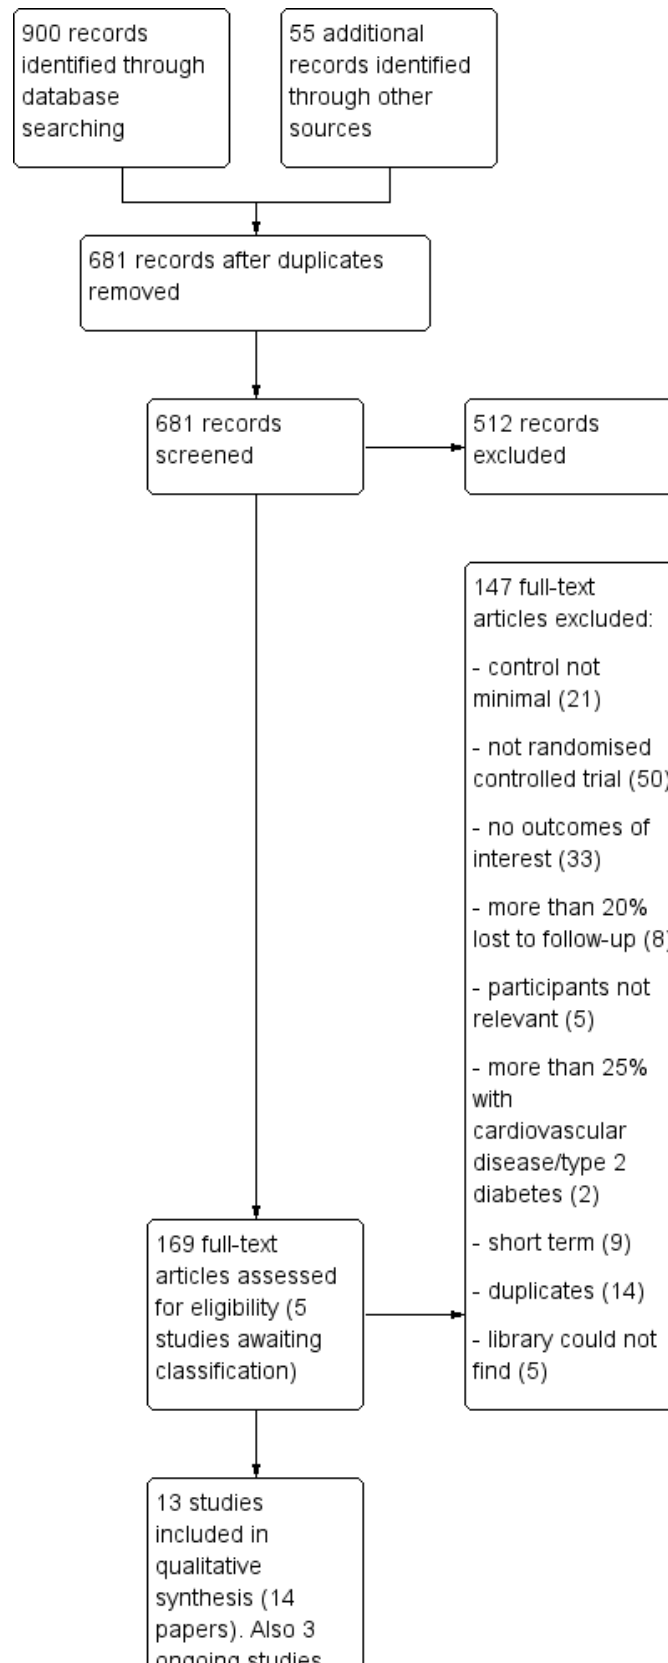 900 records
identified through
database
searching
55 additional
records identified
through other
sources
681 records after duplicates
removed
681 records
screened
512 records
excluded
147 full-text
articles excluded:
- control not
minimal (21)
- not randomised
controlled trial (50)
- no outcomes of
interest (33)
- more than 20%
lost to follow-up (8)
- participants not
relevant (5)
- more than 25%
with
cardiovascular
disease/type 2
diabetes (2)
- short term (9)
- duplicates (14)
- library could not
find (5)
169 full-text
articles assessed
for eligibility (5
studies awaiting
classification)
13 studies
included in
qualitative
synthesis (14
papers). Also 3
ongoing studies